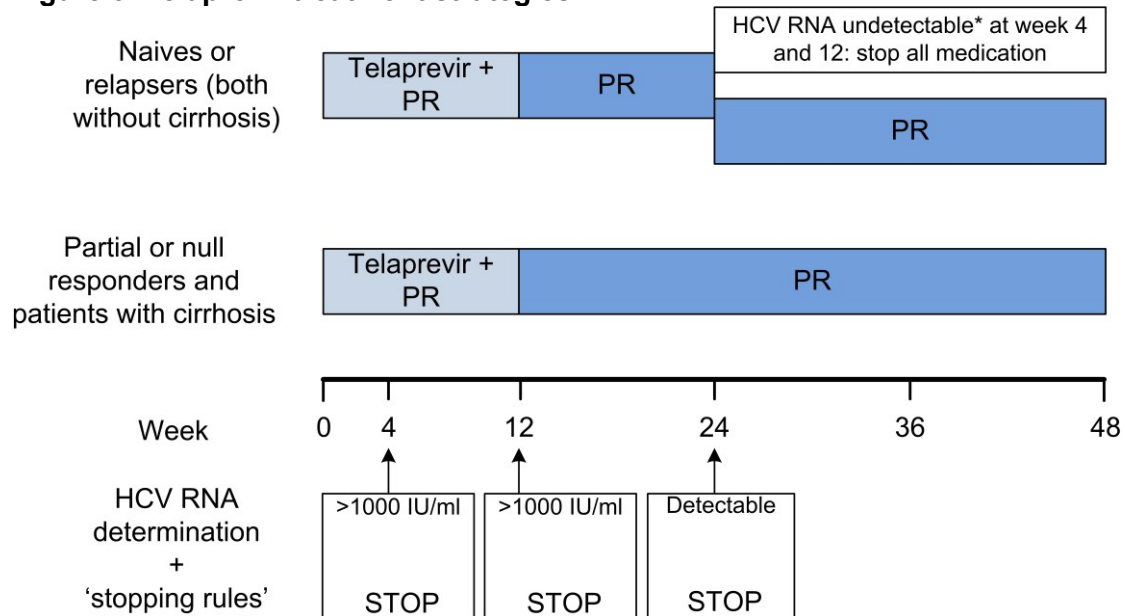 Naives or
relapsers (both
without cirrhosis)
Telaprevir +
PR
PR
HCV RNA undetectable* at week 4
and 12: stop all medication
PR
Partial or null
responders and
patients with cirrhosis
Telaprevir +
PR
PR
Week
0 4 12 24 36 48
HCV RNA
determination
+
‘stopping rules’
>1000 IU/ml
STOP
>1000 IU/ml
STOP
Detectable
STOP